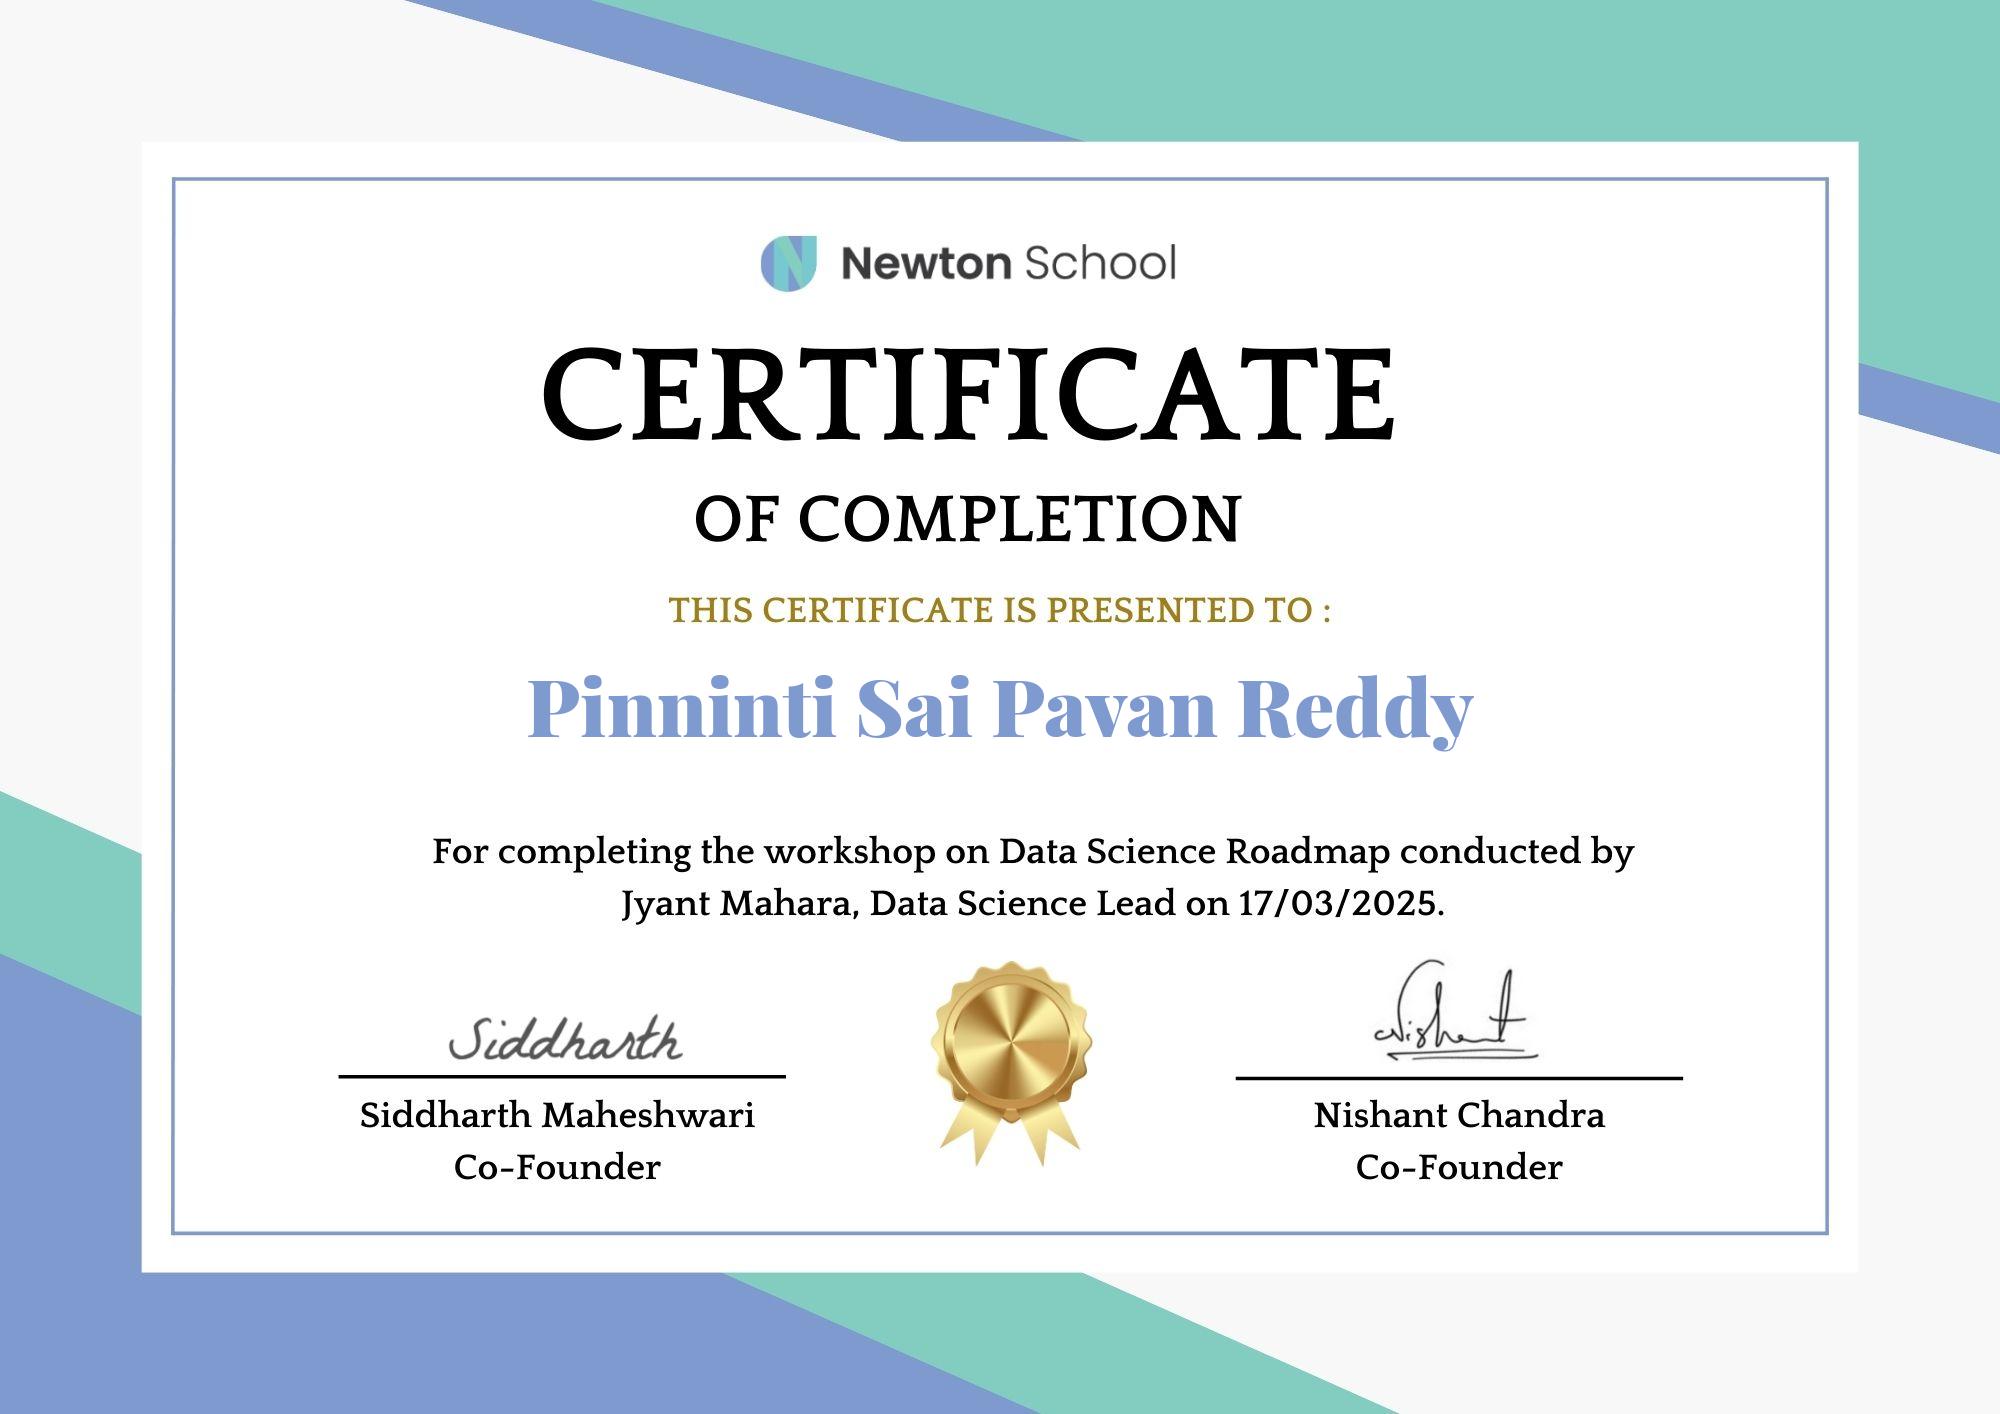 Newton School
CERTIFICATE
OF COMPLETION
THIS CERTIFICATE IS PRESENTED TO :
Pinninti Sai Pavan Reddy
For completing the workshop on Data Science Roadmap conducted by
Jyant Mahara, Data Science Lead on 17/03/2025.
Siddharth
Siddharth Maheshwari
Co-Founder
Nishant
Nishant Chandra
Co-Founder